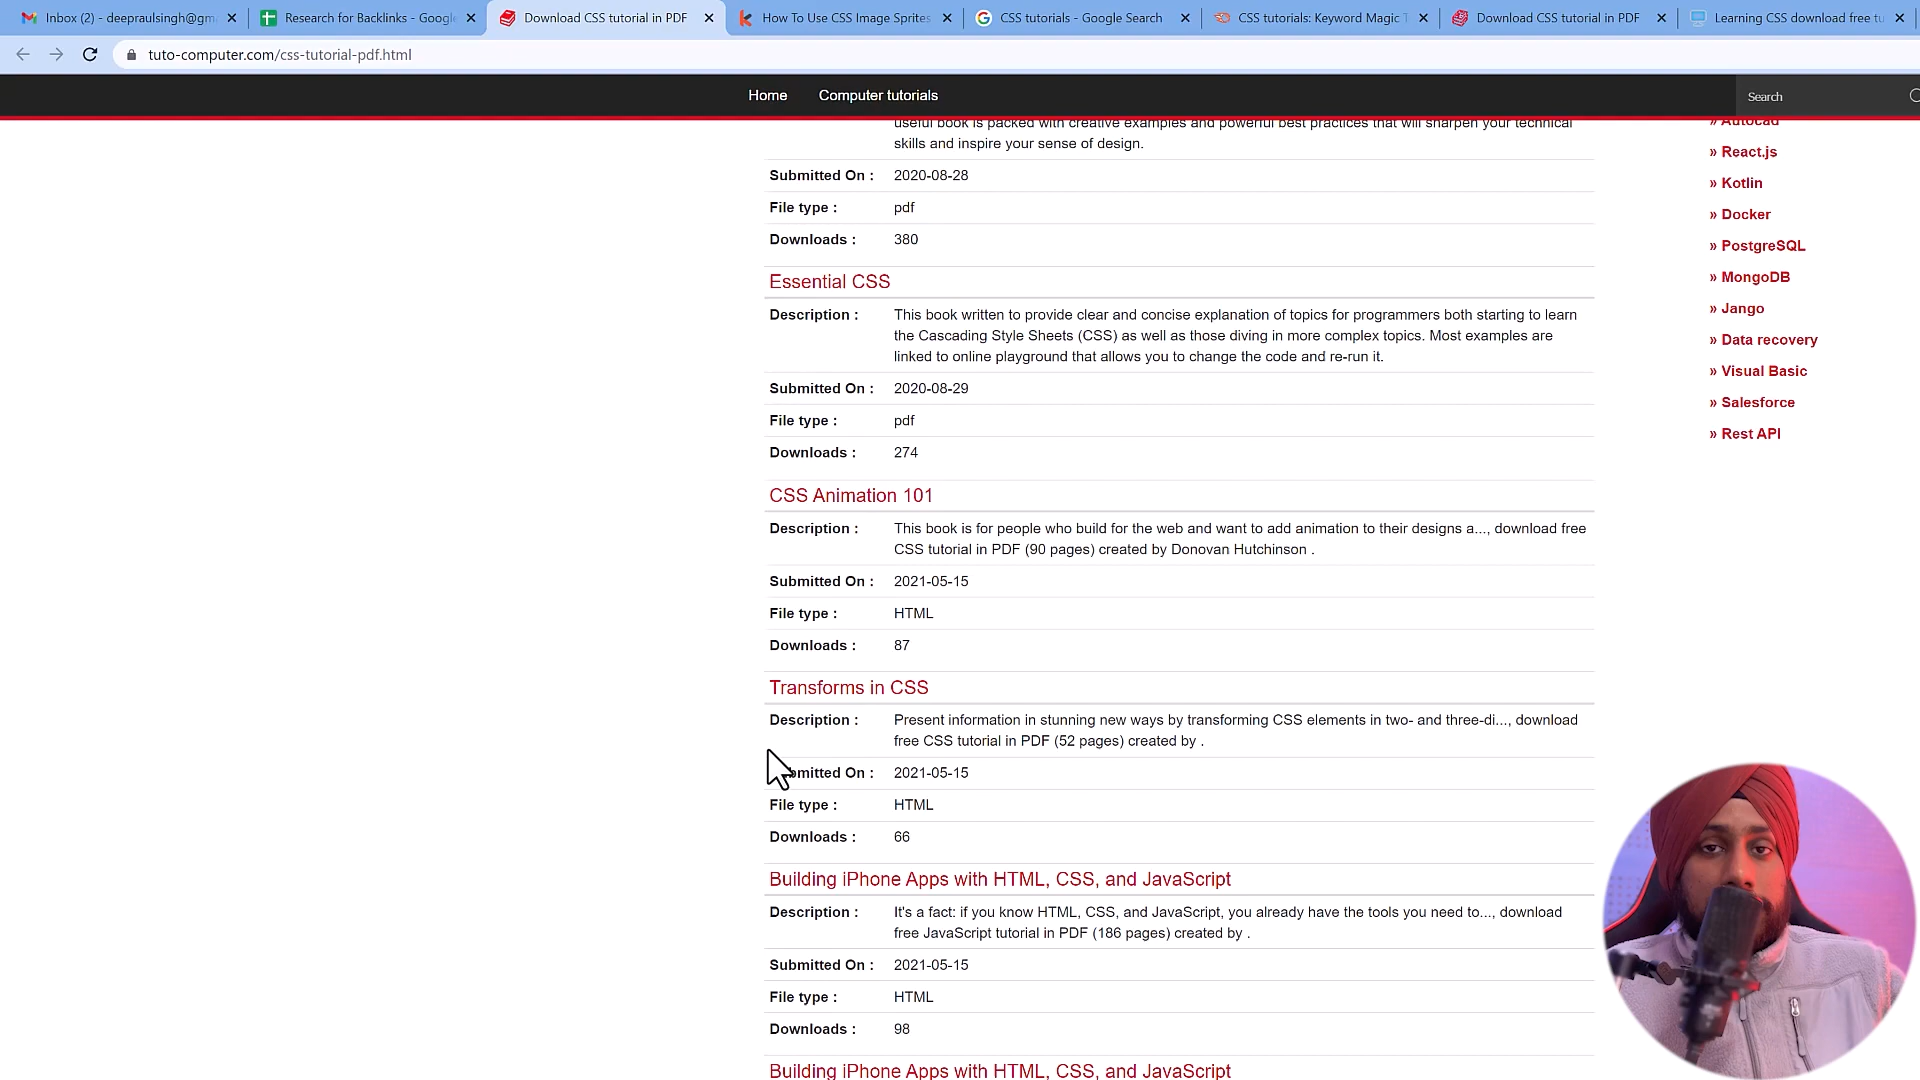 Inbox (2) - deepraulsingh@gm
Research for Backlinks - Google
Download CSS tutorial in PDF
How To Use CSS Image Sprites
CSS tutorials - Google Search
CSS tutorials: Keyword Magic T
Download CSS tutorial in PDF
Learning CSS download free tu
tuto-computer.com/css-tutorial-pdf.html
Home Computer tutorials Search
useful book is packed with creative examples and powerful best practices that will sharpen your technical
skills and inspire your sense of design.
Submitted On : 2020-08-28
File type : pdf
Downloads : 380
Essential CSS
Description : This book written to provide clear and concise explanation of topics for programmers both starting to learn
the Cascading Style Sheets (CSS) as well as those diving in more complex topics. Most examples are
linked to online playground that allows you to change the code and re-run it.
Submitted On : 2020-08-29
File type : pdf
Downloads : 274
CSS Animation 101
Description : This book is for people who build for the web and want to add animation to their designs a..., download free
CSS tutorial in PDF (90 pages) created by Donovan Hutchinson .
Submitted On : 2021-05-15
File type : HTML
Downloads : 87
Transforms in CSS
Description : Present information in stunning new ways by transforming CSS elements in two- and three-di..., download
free CSS tutorial in PDF (52 pages) created by .
bmitted On : 2021-05-15
File type : HTML
Downloads : 66
Building iPhone Apps with HTML, CSS, and JavaScript
Description : It's a fact: if you know HTML, CSS, and JavaScript, you already have the tools you need to..., download
free JavaScript tutorial in PDF (186 pages) created by .
Submitted On : 2021-05-15
File type : HTML
Downloads : 98
Building iPhone Apps with HTML, CSS, and JavaScript
» Autocad
» React.js
» Kotlin
» Docker
» PostgreSQL
» MongoDB
» Jango
» Data recovery
» Visual Basic
» Salesforce
» Rest API